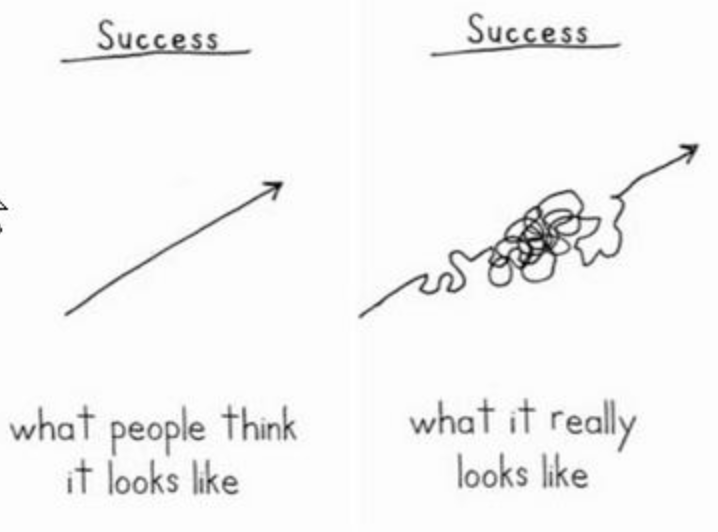 Success
what people think
it looks like
Success
what it really
looks like